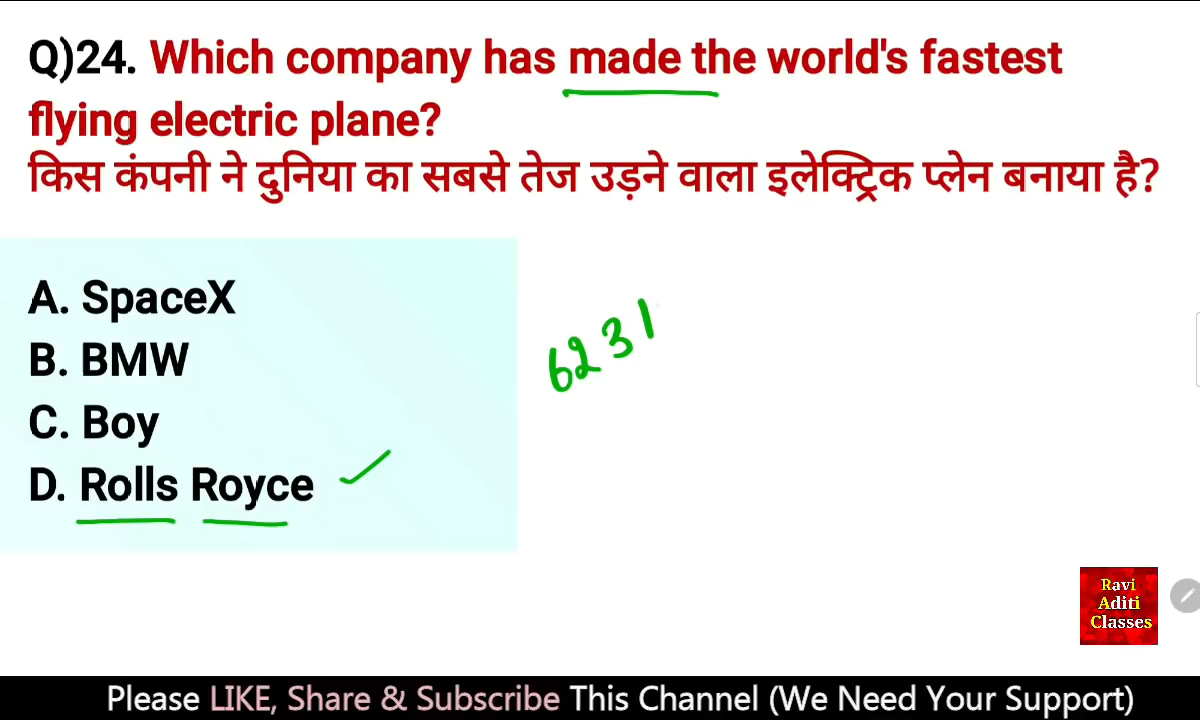 Q)24. Which company has made the world's fastest
flying electric plane?
किस कंपनी ने दुनिया का सबसे तेज उड़ने वाला इलेक्ट्रिक प्लेन बनाया है?
A. SpaceX
B. BMW
C. Boy
D. Rolls Royce
6231
Ravi
Aditi
Classes
Please LIKE, Share & Subscribe This Channel (We Need Your Support)